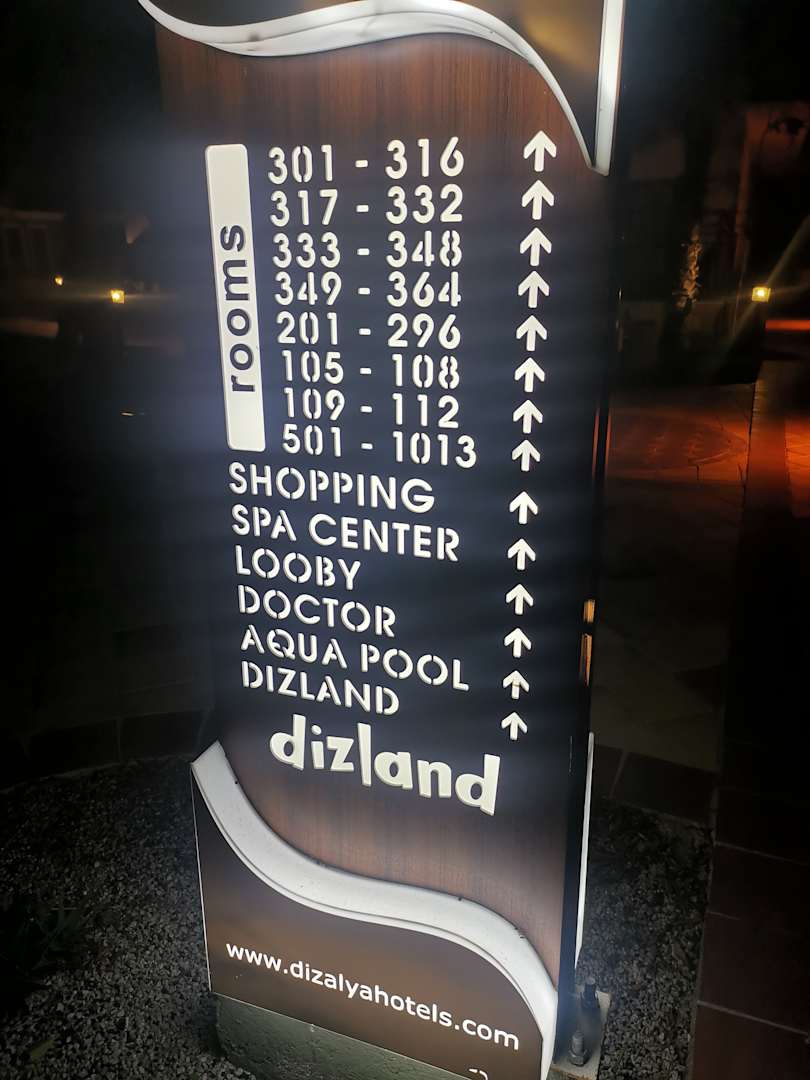 rooms
301 - 316 ↑
317 - 332 ↑
333 - 348 ↑
349 - 364 ↑
201 - 296 ↑
105 - 108 ↑
109 - 112 ↑
501 - 1013 ↑
SHOPPING ↑
SPA CENTER ↑
LOOBY ↑
DOCTOR ↑
AQUA POOL ↑
DIZLAND ↑
dizland
www.dizalyahotels.com